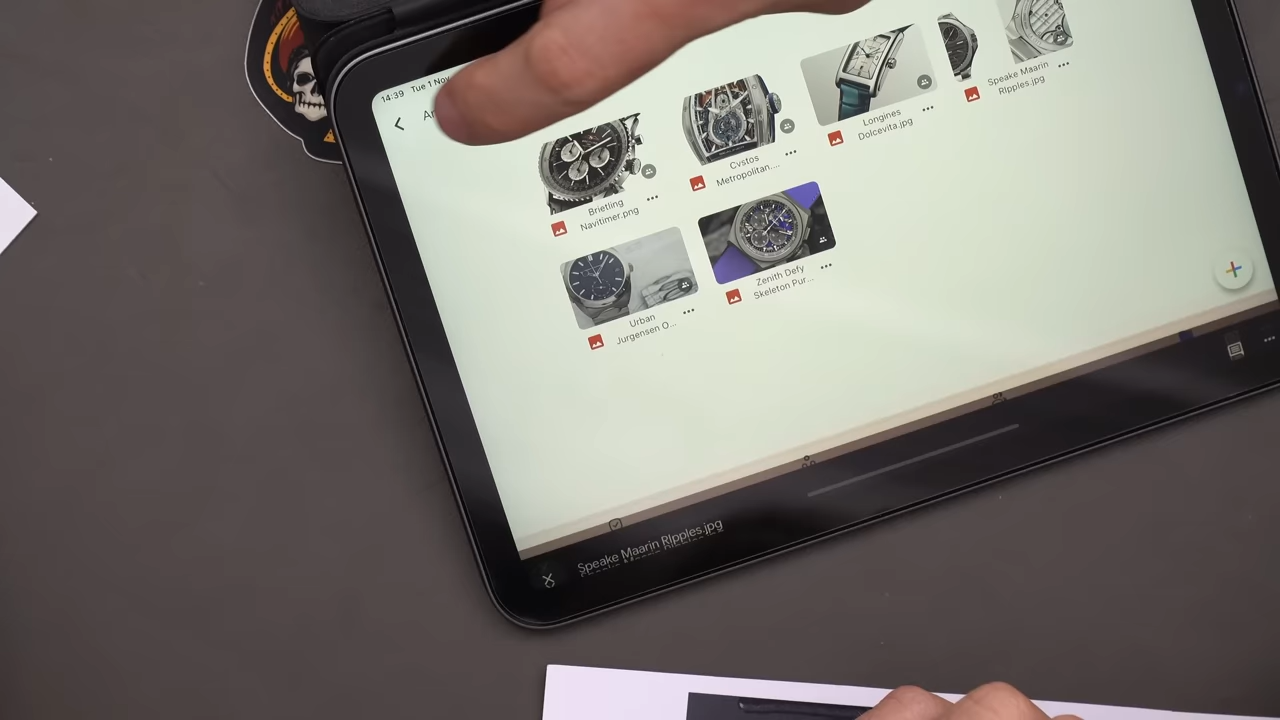 14:39 Tue 1 Nov
Brietling
Navitimer.png
Cvstos
Metropolitan....
Longines
Dolcevita.jpg
Speake Maarin
RIpples.jpg
Urban
Jurgensen O...
Zenith Defy
Skeleton Pur...
Speake Maarin RIpples.jpg